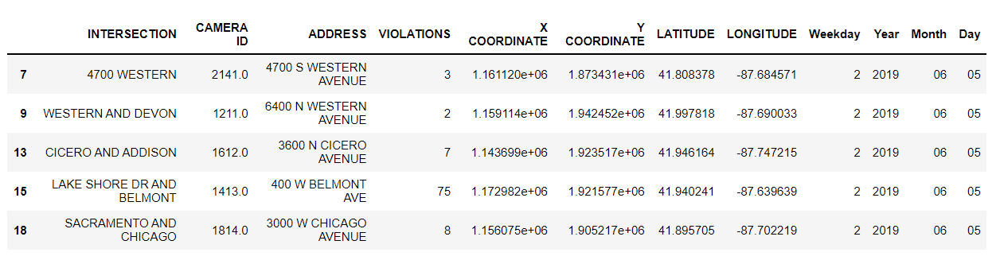 INTERSECTION CAMERA ID ADDRESS VIOLATIONS X COORDINATE Y COORDINATE LATITUDE LONGITUDE Weekday Year Month Day
7 4700 WESTERN 2141.0 4700 S WESTERN AVENUE 3 1.161120e+06 1.873431e+06 41.808378 -87.684571 2 2019 06 05
9 WESTERN AND DEVON 1211.0 6400 N WESTERN AVENUE 2 1.159114e+06 1.942452e+06 41.997818 -87.690033 2 2019 06 05
13 CICERO AND ADDISON 1612.0 3600 N CICERO AVENUE 7 1.143699e+06 1.923517e+06 41.946164 -87.747215 2 2019 06 05
15 LAKE SHORE DR AND BELMONT 1413.0 400 W BELMONT AVE 75 1.172982e+06 1.921577e+06 41.940241 -87.639639 2 2019 06 05
18 SACRAMENTO AND CHICAGO 1814.0 3000 W CHICAGO AVENUE 8 1.156075e+06 1.905217e+06 41.895705 -87.702219 2 2019 06 05